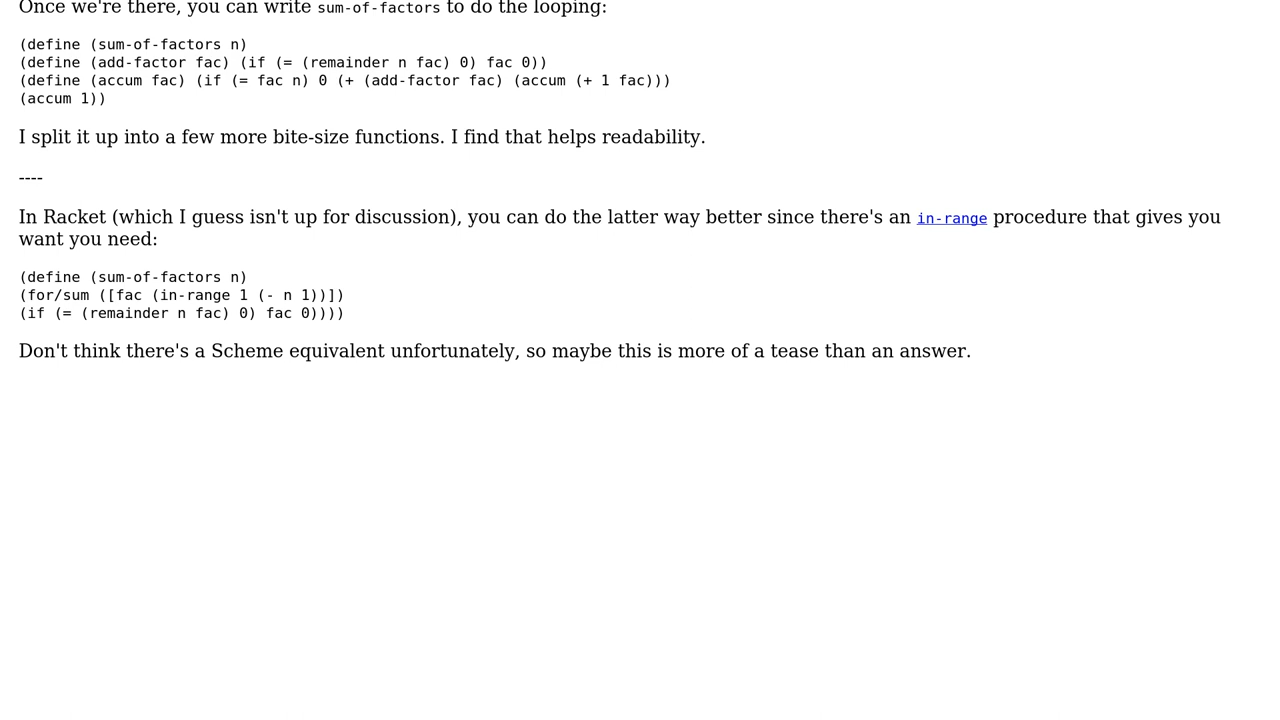 Once we're there, you can write sum-of-factors to do the looping:
(define (sum-of-factors n)
(define (add-factor fac) (if (= (remainder n fac) 0) fac 0))
(define (accum fac) (if (= fac n) 0 (+ (add-factor fac) (accum (+ 1 fac)))
(accum 1))
I split it up into a few more bite-size functions. I find that helps readability.
----
In Racket (which I guess isn't up for discussion), you can do the latter way better since there's an in-range procedure that gives you
want you need:
(define (sum-of-factors n)
(for/sum ([fac (in-range 1 (- n 1))])
(if (= (remainder n fac) 0) fac 0))))
Don't think there's a Scheme equivalent unfortunately, so maybe this is more of a tease than an answer.